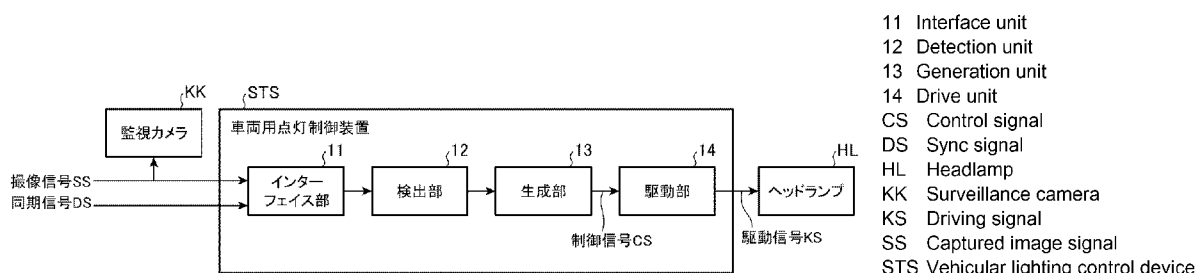 KK
監視カメラ
撮像信号SS
同期信号DS
STS
車両用点灯制御装置
11
インター
フェイス部
12
検出部
13
生成部
14
駆動部
制御信号CS
駆動信号KS
HL
ヘッドランプ
11 Interface unit
12 Detection unit
13 Generation unit
14 Drive unit
CS Control signal
DS Sync signal
HL Headlamp
KK Surveillance camera
KS Driving signal
SS Captured image signal
STS Vehicular lighting control device